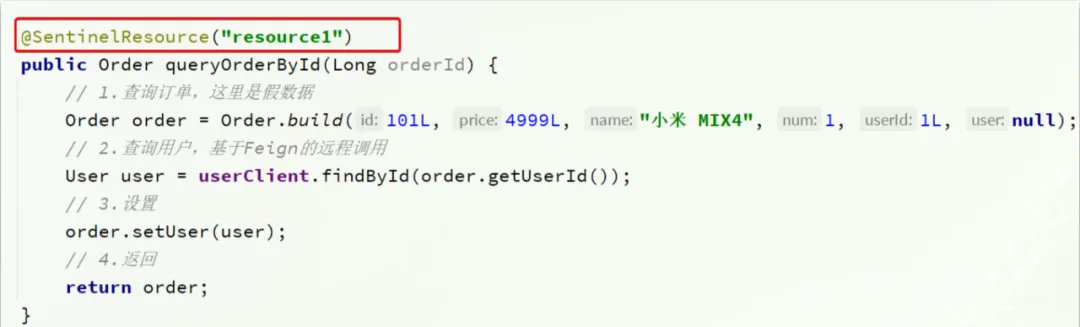 @SentinelResource("resource1")
public Order queryOrderById(Long orderId) {
// 1.查询订单，这里是假数据
Order order = Order.build( id: 101L, price: 4999L, name: "小米 MIX4", num: 1, userId: 1L, user: null);
// 2.查询用户，基于Feign的远程调用
User user = userClient.findById(order.getUserId());
// 3.设置
order.setUser(user);
// 4.返回
return order;
}